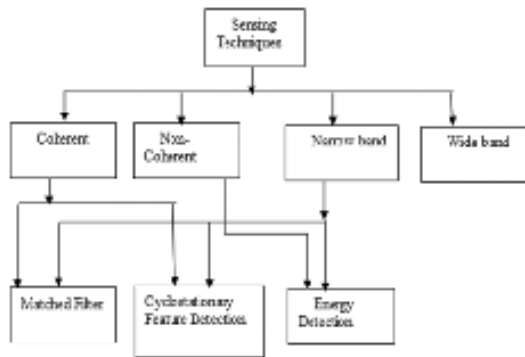 Sensing
Techniques
Coherent
Non-
Coherent
Narrow band
Wide band
Matched Filter
Cyclostationary
Feature Detection
Energy
Detection